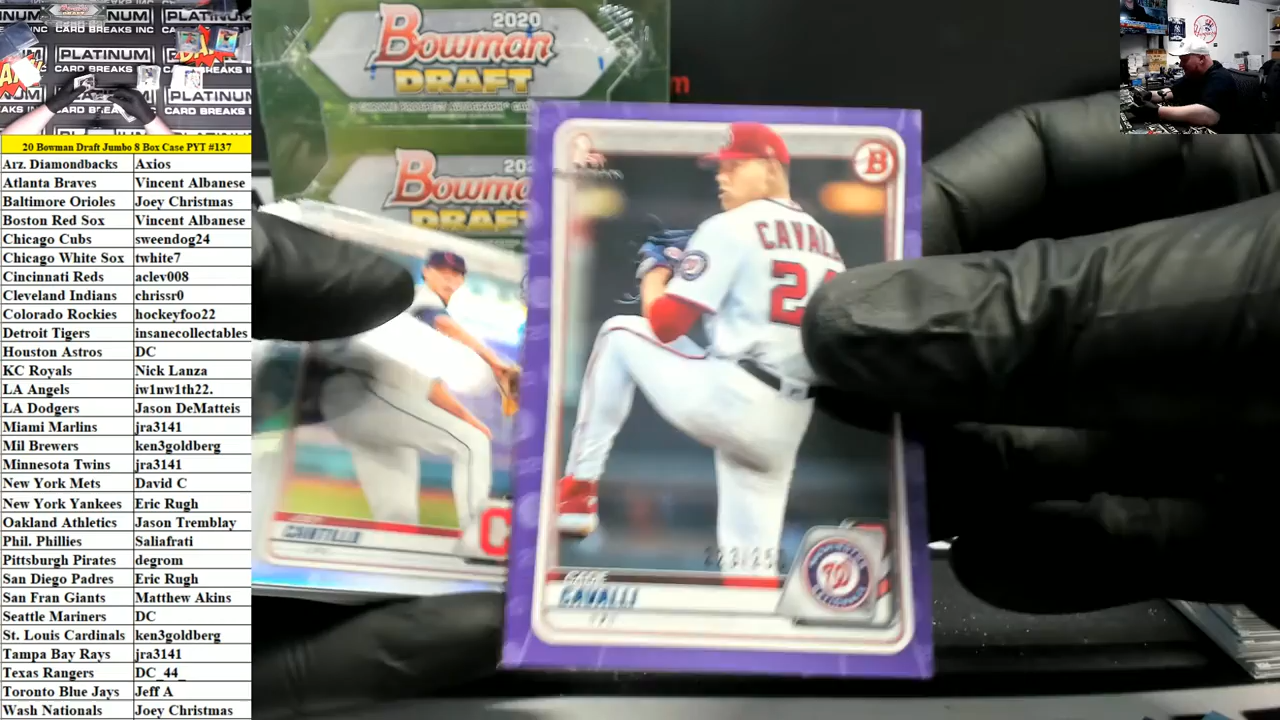 PLATINUM
CARD BREAKS INC
20 Bowman Draft Jumbo 8 Box Case PYT #137
Arz. Diamondbacks Axios
Atlanta Braves Vincent Albanese
Baltimore Orioles Joey Christmas
Boston Red Sox Vincent Albanese
Chicago Cubs sweendog24
Chicago White Sox twhite7
Cincinnati Reds aclev008
Cleveland Indians chrissr0
Colorado Rockies hockeyfoo22
Detroit Tigers insanecollectables
Houston Astros DC
KC Royals Nick Lanza
LA Angels iw1nw1th22.
LA Dodgers Jason DeMatteis
Miami Marlins jra3141
Mil Brewers ken3goldberg
Minnesota Twins jra3141
New York Mets David C
New York Yankees Eric Rugh
Oakland Athletics Jason Tremblay
Phil. Phillies Saliafrati
Pittsburgh Pirates degrom
San Diego Padres Eric Rugh
San Fran Giants Matthew Akins
Seattle Mariners DC
St. Louis Cardinals ken3goldberg
Tampa Bay Rays jra3141
Texas Rangers DC_44_
Toronto Blue Jays Jeff A
Wash Nationals Joey Christmas
2020
Bowman
DRAFT
Bowma
DRAFT
B
CAVALL
2
CADE
CAVALLI
W
C